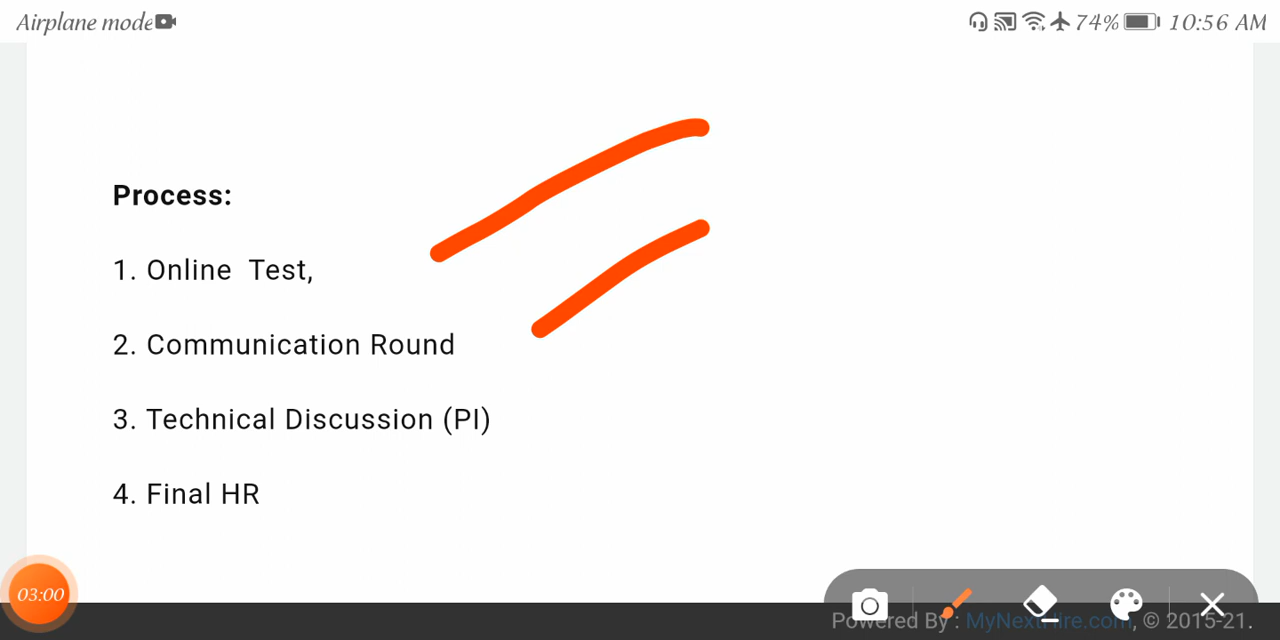 Airplane mode 74% 10:56 AM
Process:
1. Online Test,
2. Communication Round
3. Technical Discussion (PI)
4. Final HR
03:00
Powered By : MyNextHire.com, © 2015-21.